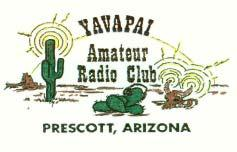 YAVAPAI
Amateur
Radio Club
PRESCOTT, ARIZONA